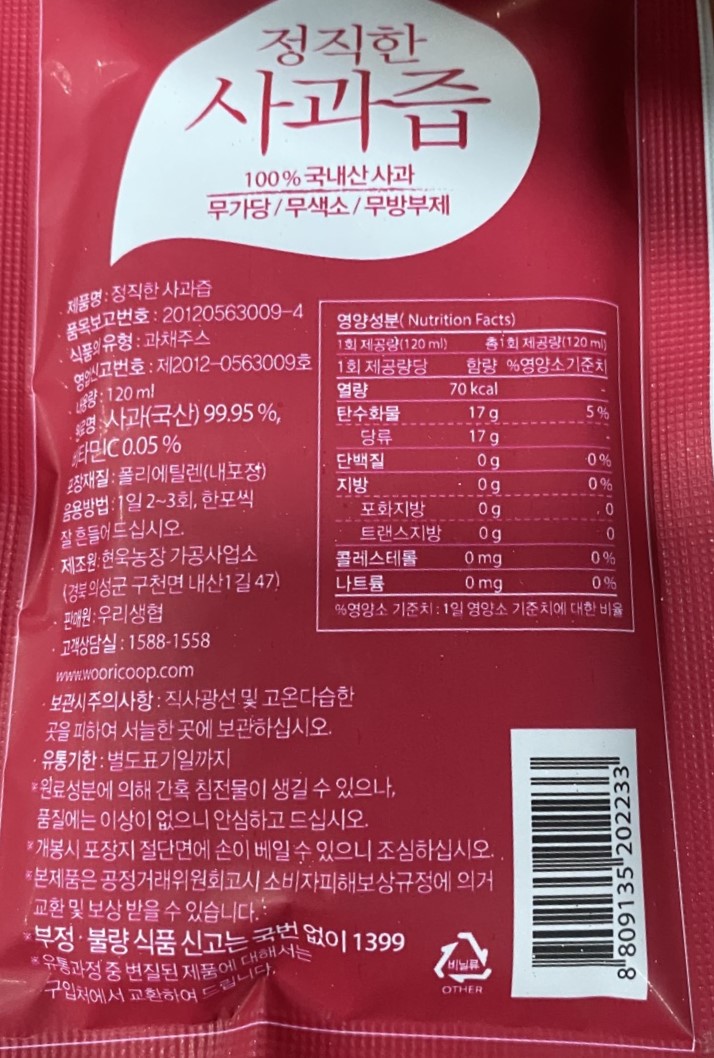 정직한
사과즙
100% 국내산 사과
무가당/무색소/무방부제
제품명 : 정직한 사과즙
품목보고번호 : 20120563009-4
식품의 유형 : 과채주스
영업신고번호 : 제2012-0563009호
내용량 : 120 ml
원료명 : 사과(국산) 99.95 %,
비타민C 0.05 %
포장재질 : 폴리에틸렌(내포정)
음용방법 : 1일 2~3회, 한포씩
잘 흔들어 드십시오.
제조원: 현욱농장 가공사업소
(경북 의성군 구천면 내산1길 47)
· 판매원 : 우리생협
· 고객상담실 : 1588-1558
www.wooricoop.com
· 보관시주의사항 : 직사광선 및 고온다습한
곳을 피하여 서늘한 곳에 보관하십시오.
· 유통기한 : 별도표기일까지
※원료성분에 의해 간혹 침전물이 생길 수 있으나,
품질에는 이상이 없으니 안심하고 드십시오.
※개봉시 포장지 절단면에 손이 베일 수 있으니 조심하십시오.
※본제품은 공정거래위원회고시 소비자피해보상규정에 의거
교환 및 보상 받을 수 있습니다.
※부정 · 불량 식품 신고는 국번 없이 1399
※유통과정 중 변질된 제품에 대해서는
구입처에서 교환하여 드립니다.
영양성분( Nutrition Facts)
1회 제공량(120 ml) 총1회 제공량(120 ml)
1회 제공량당 함량 %영양소기준치
열량 70 kcal -
탄수화물 17 g 5 %
당류 17 g -
단백질 0 g 0 %
지방 0 g 0 %
포화지방 0 g 0
트랜스지방 0 g 0
콜레스테롤 0 mg 0 %
나트륨 0 mg 0 %
%영양소 기준치 : 1일 영양소 기준치에 대한 비율
비닐류
OTHER
8 809135 202233